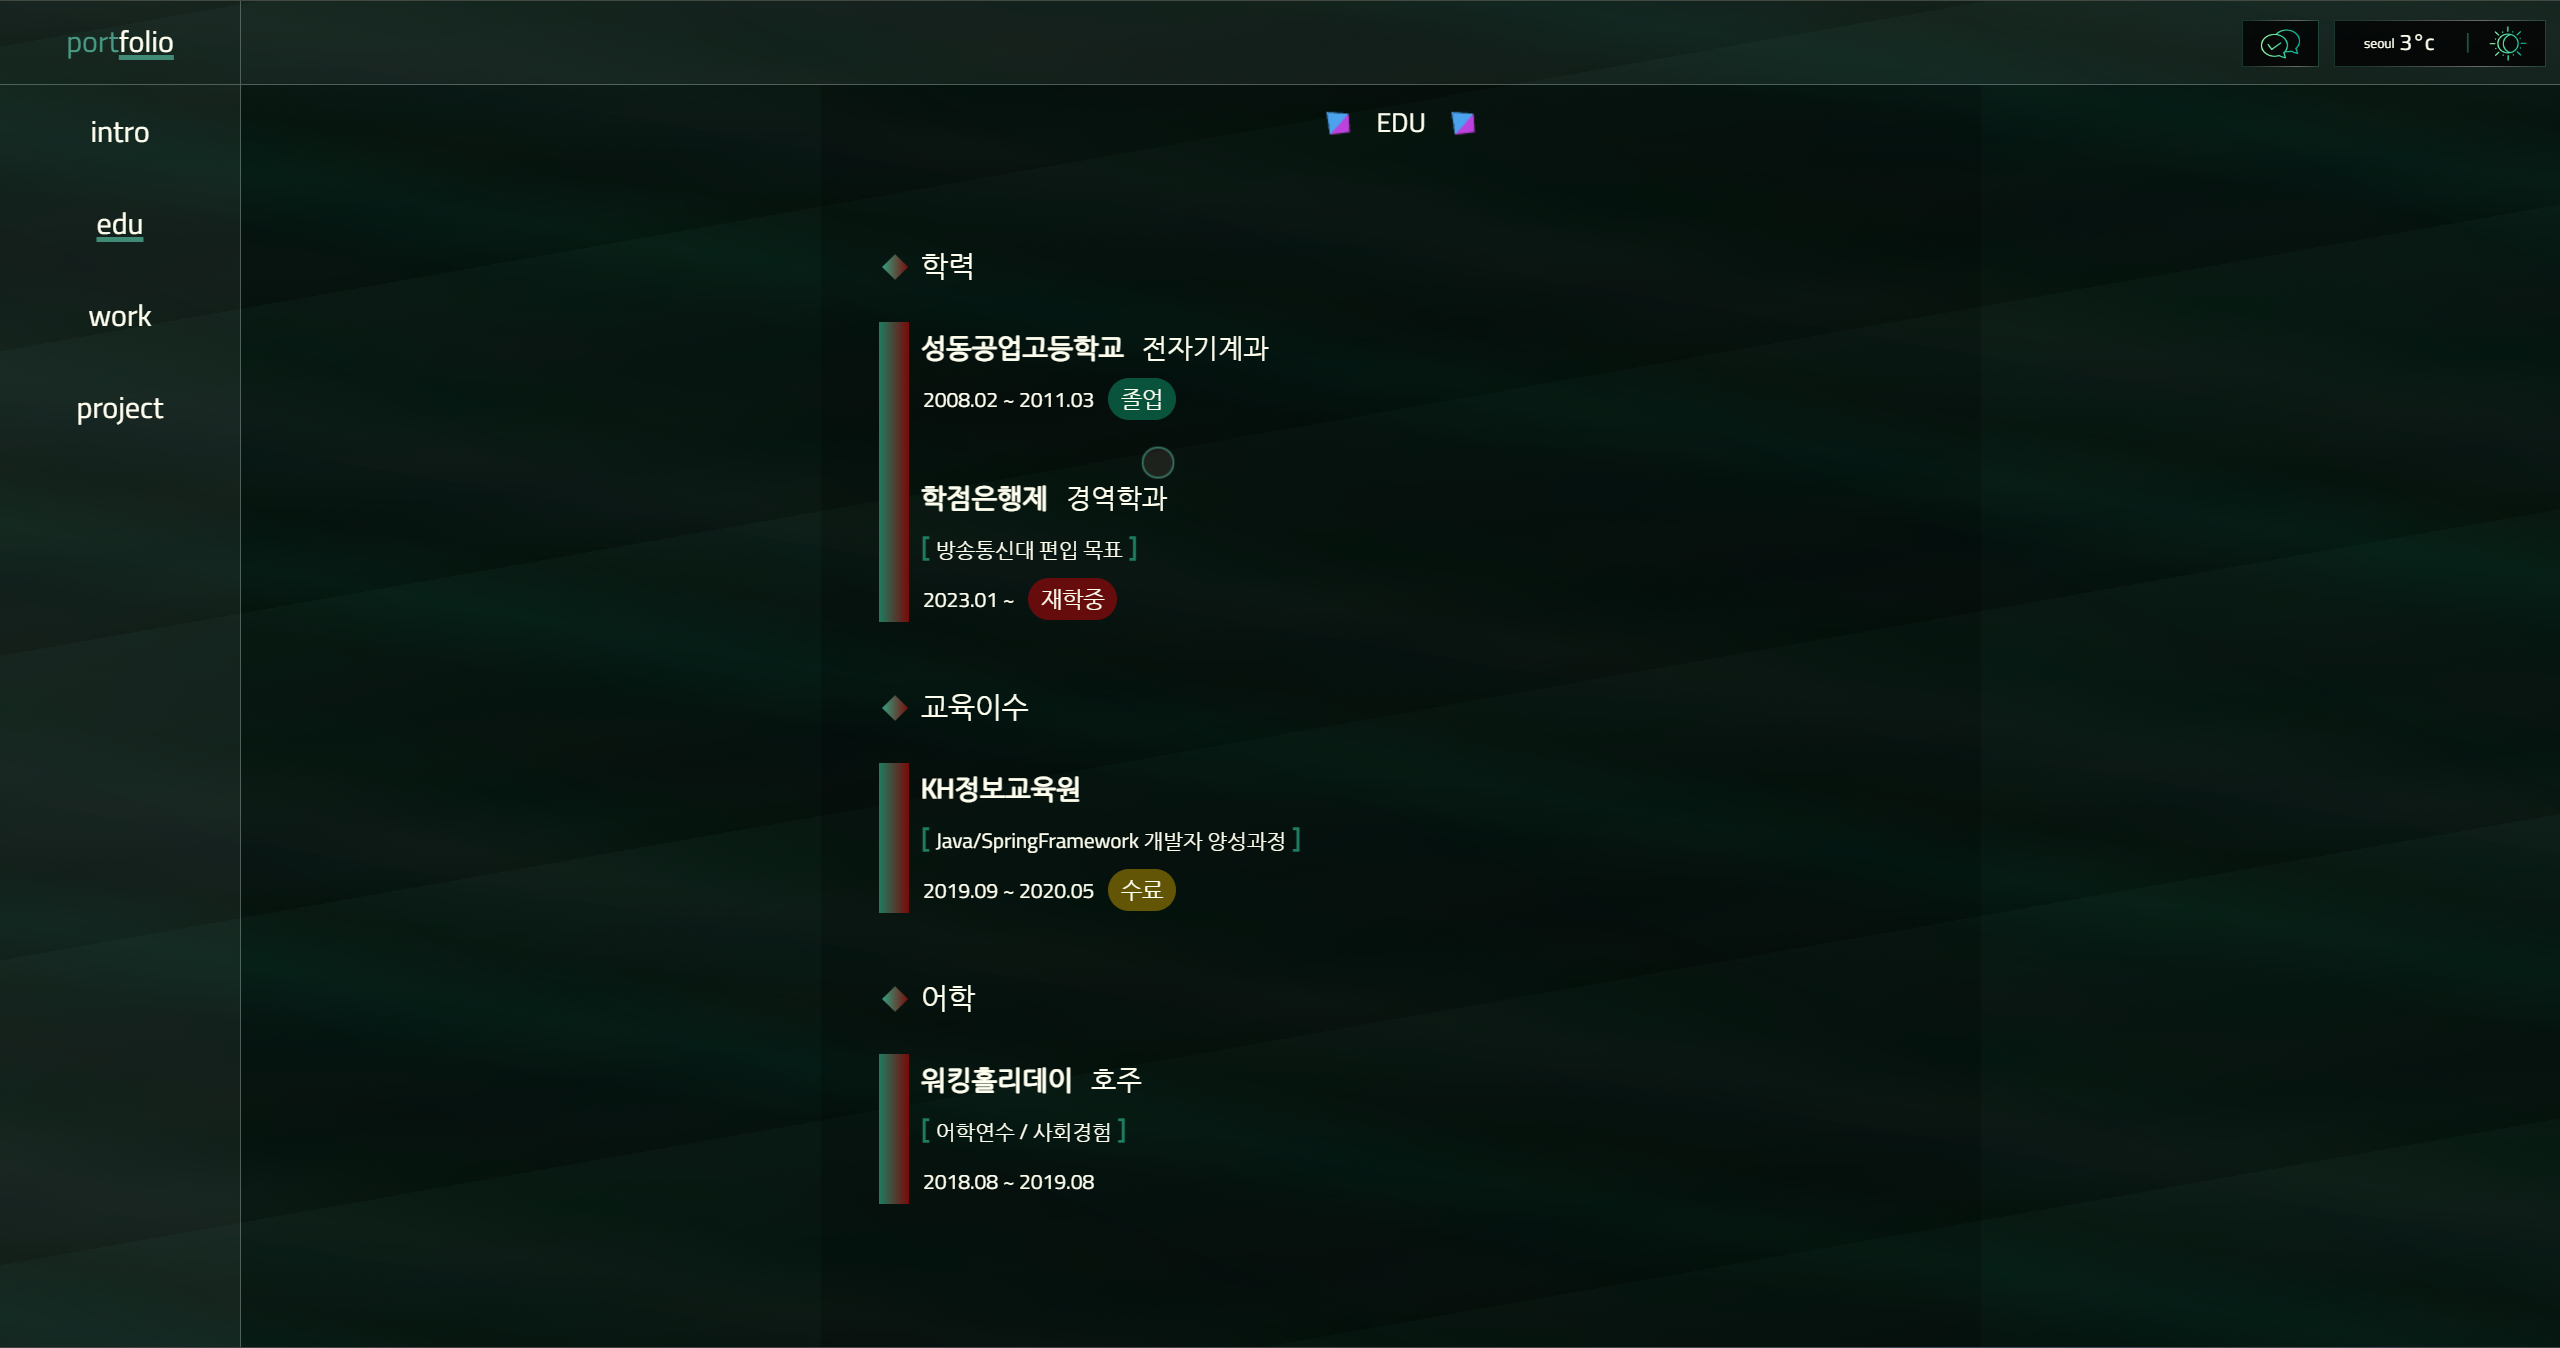 portfolio
seoul 3°c
intro
edu
work
project
EDU
학력
성동공업고등학교 전자기계과
2008.02 ~ 2011.03 졸업
학점은행제 경역학과
[ 방송통신대 편입 목표 ]
2023.01 ~ 재학중
교육이수
KH정보교육원
[ Java/SpringFramework 개발자 양성과정 ]
2019.09 ~ 2020.05 수료
어학
워킹홀리데이 호주
[ 어학연수 / 사회경험 ]
2018.08 ~ 2019.08